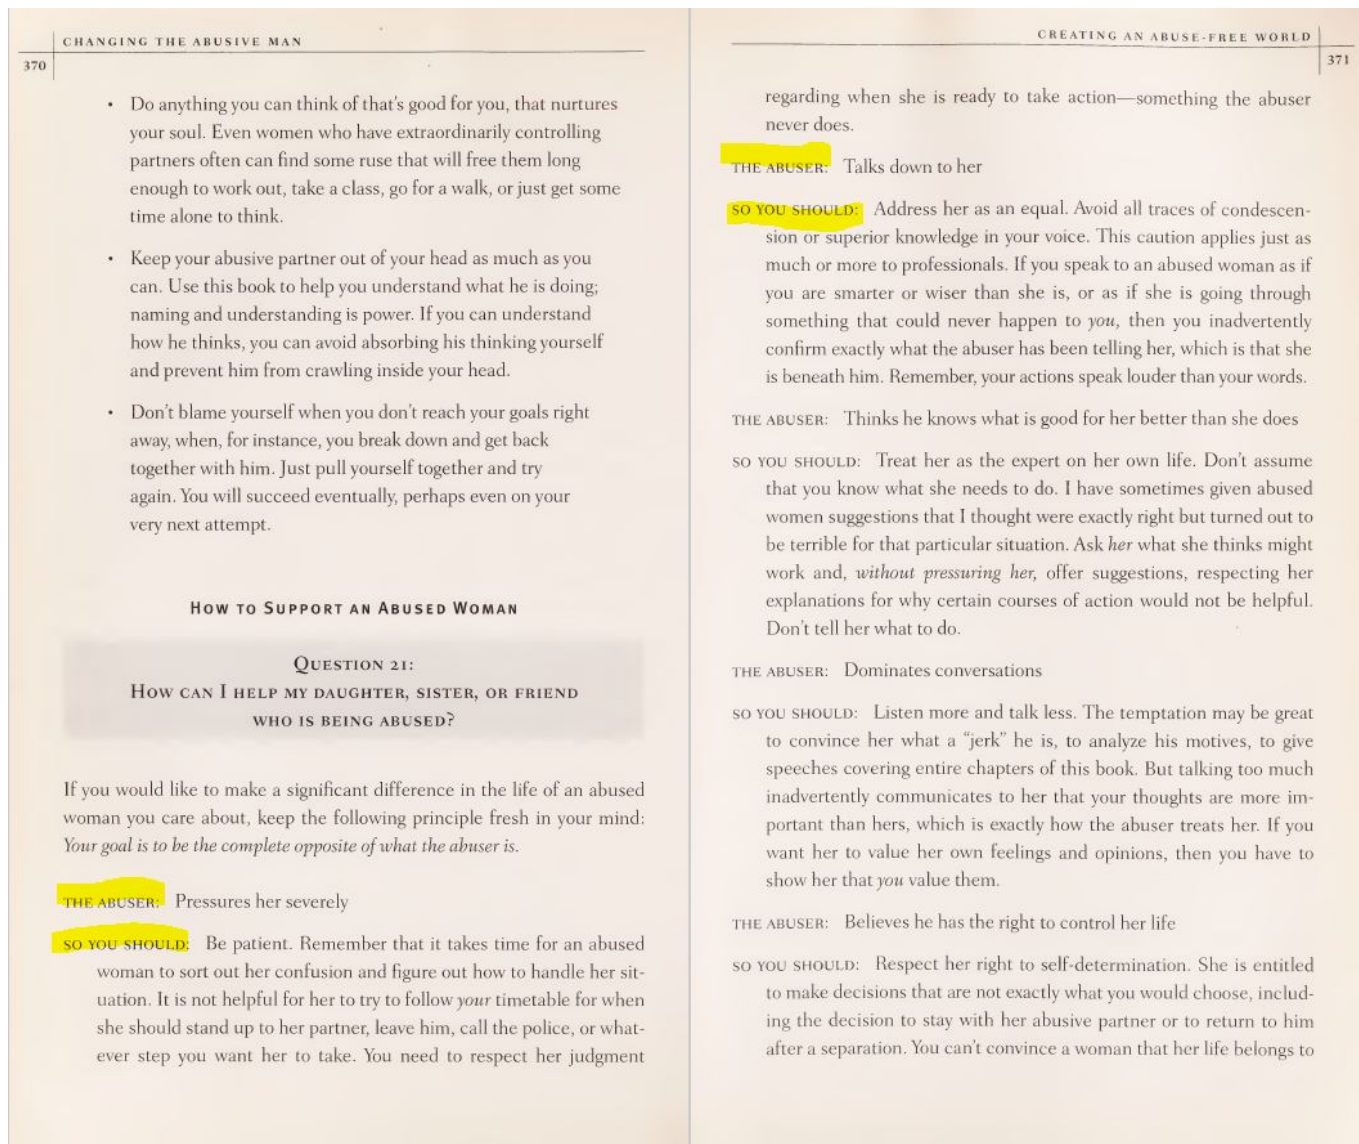 CHANGING THE ABUSIVE MAN
370
• Do anything you can think of that's good for you, that nurtures
your soul. Even women who have extraordinarily controlling
partners often can find some ruse that will free them long
enough to work out, take a class, go for a walk, or just get some
time alone to think.
• Keep your abusive partner out of your head as much as you
can. Use this book to help you understand what he is doing;
naming and understanding is power. If you can understand
how he thinks, you can avoid absorbing his thinking yourself
and prevent him from crawling inside your head.
• Don't blame yourself when you don't reach your goals right
away, when, for instance, you break down and get back
together with him. Just pull yourself together and try
again. You will succeed eventually, perhaps even on your
very next attempt.
HOW TO SUPPORT AN ABUSED WOMAN
QUESTION 21:
HOW CAN I HELP MY DAUGHTER, SISTER, OR FRIEND
WHO IS BEING ABUSED?
If you would like to make a significant difference in the life of an abused
woman you care about, keep the following principle fresh in your mind:
Your goal is to be the complete opposite of what the abuser is.
THE ABUSER: Pressures her severely
SO YOU SHOULD: Be patient. Remember that it takes time for an abused
woman to sort out her confusion and figure out how to handle her sit-
uation. It is not helpful for her to try to follow your timetable for when
she should stand up to her partner, leave him, call the police, or what-
ever step you want her to take. You need to respect her judgment
CREATING AN ABUSE-FREE WORLD
371
regarding when she is ready to take action—something the abuser
never does.
THE ABUSER: Talks down to her
SO YOU SHOULD: Address her as an equal. Avoid all traces of condescen-
sion or superior knowledge in your voice. This caution applies just as
much or more to professionals. If you speak to an abused woman as if
you are smarter or wiser than she is, or as if she is going through
something that could never happen to you, then you inadvertently
confirm exactly what the abuser has been telling her, which is that she
is beneath him. Remember, your actions speak louder than your words.
THE ABUSER: Thinks he knows what is good for her better than she does
SO YOU SHOULD: Treat her as the expert on her own life. Don't assume
that you know what she needs to do. I have sometimes given abused
women suggestions that I thought were exactly right but turned out to
be terrible for that particular situation. Ask her what she thinks might
work and, without pressuring her, offer suggestions, respecting her
explanations for why certain courses of action would not be helpful.
Don't tell her what to do.
THE ABUSER: Dominates conversations
SO YOU SHOULD: Listen more and talk less. The temptation may be great
to convince her what a "jerk" he is, to analyze his motives, to give
speeches covering entire chapters of this book. But talking too much
inadvertently communicates to her that your thoughts are more im-
portant than hers, which is exactly how the abuser treats her. If you
want her to value her own feelings and opinions, then you have to
show her that you value them.
THE ABUSER: Believes he has the right to control her life
SO YOU SHOULD: Respect her right to self-determination. She is entitled
to make decisions that are not exactly what you would choose, includ-
ing the decision to stay with her abusive partner or to return to him
after a separation. You can't convince a woman that her life belongs to